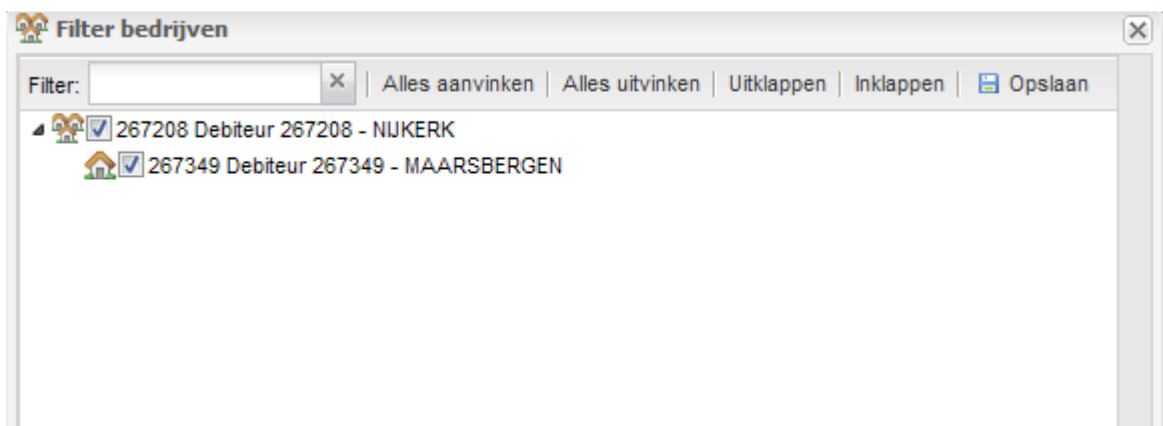 Filter bedrijven
Filter: Alles aanvinken Alles uitvinken Uitklappen Inklappen Opslaan
267208 Debiteur 267208 - NIJKERK
267349 Debiteur 267349 - MAARSBERGEN